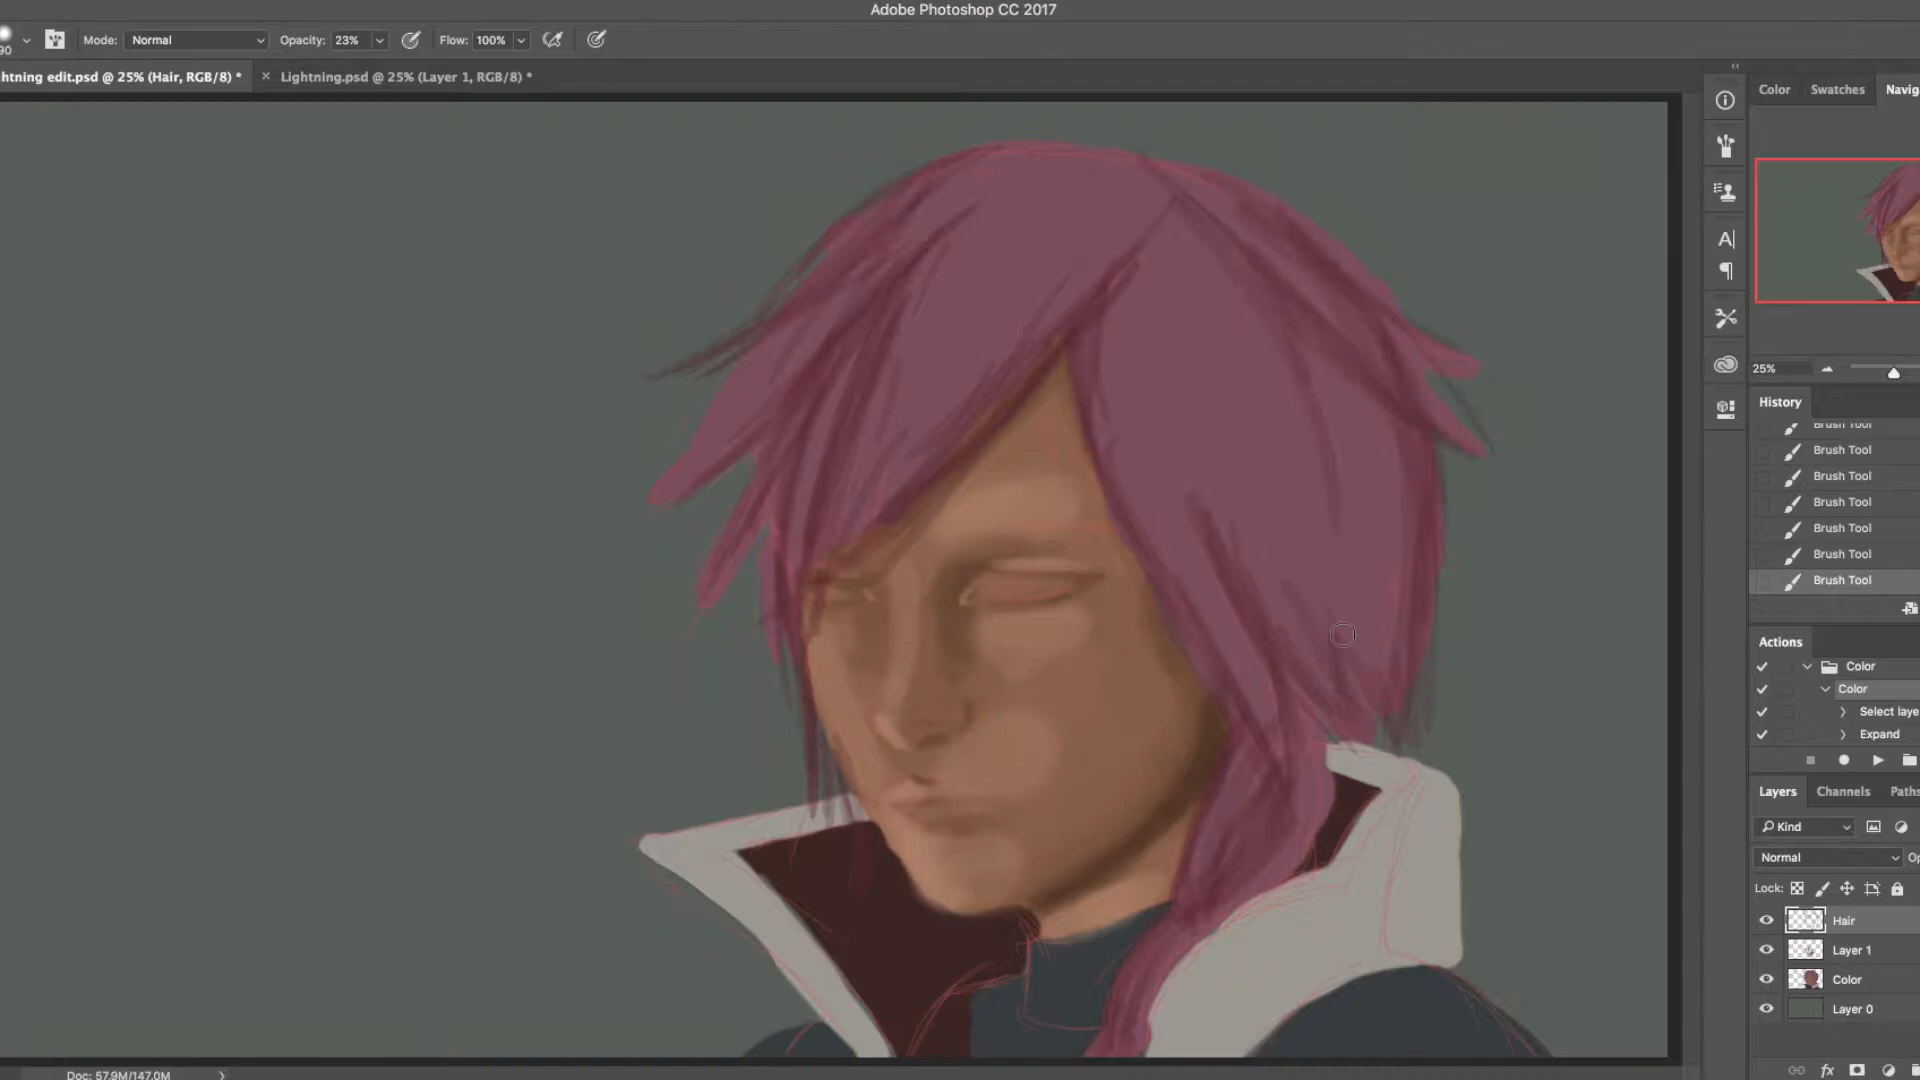 Adobe Photoshop CC 2017
90 Mode: Normal Opacity: 23% Flow: 100%
htning edit.psd @ 25% (Hair, RGB/8) * × Lightning.psd @ 25% (Layer 1, RGB/8) *
Color Swatches Navig
25%
History
Brush Tool
Brush Tool
Brush Tool
Brush Tool
Brush Tool
Brush Tool
Brush Tool
Actions
Color
Color
Select laye
Expand
Layers Channels Paths
Kind
Normal Op
Lock:
Hair
Layer 1
Color
Layer 0
Doc: 57.9M/147.0M